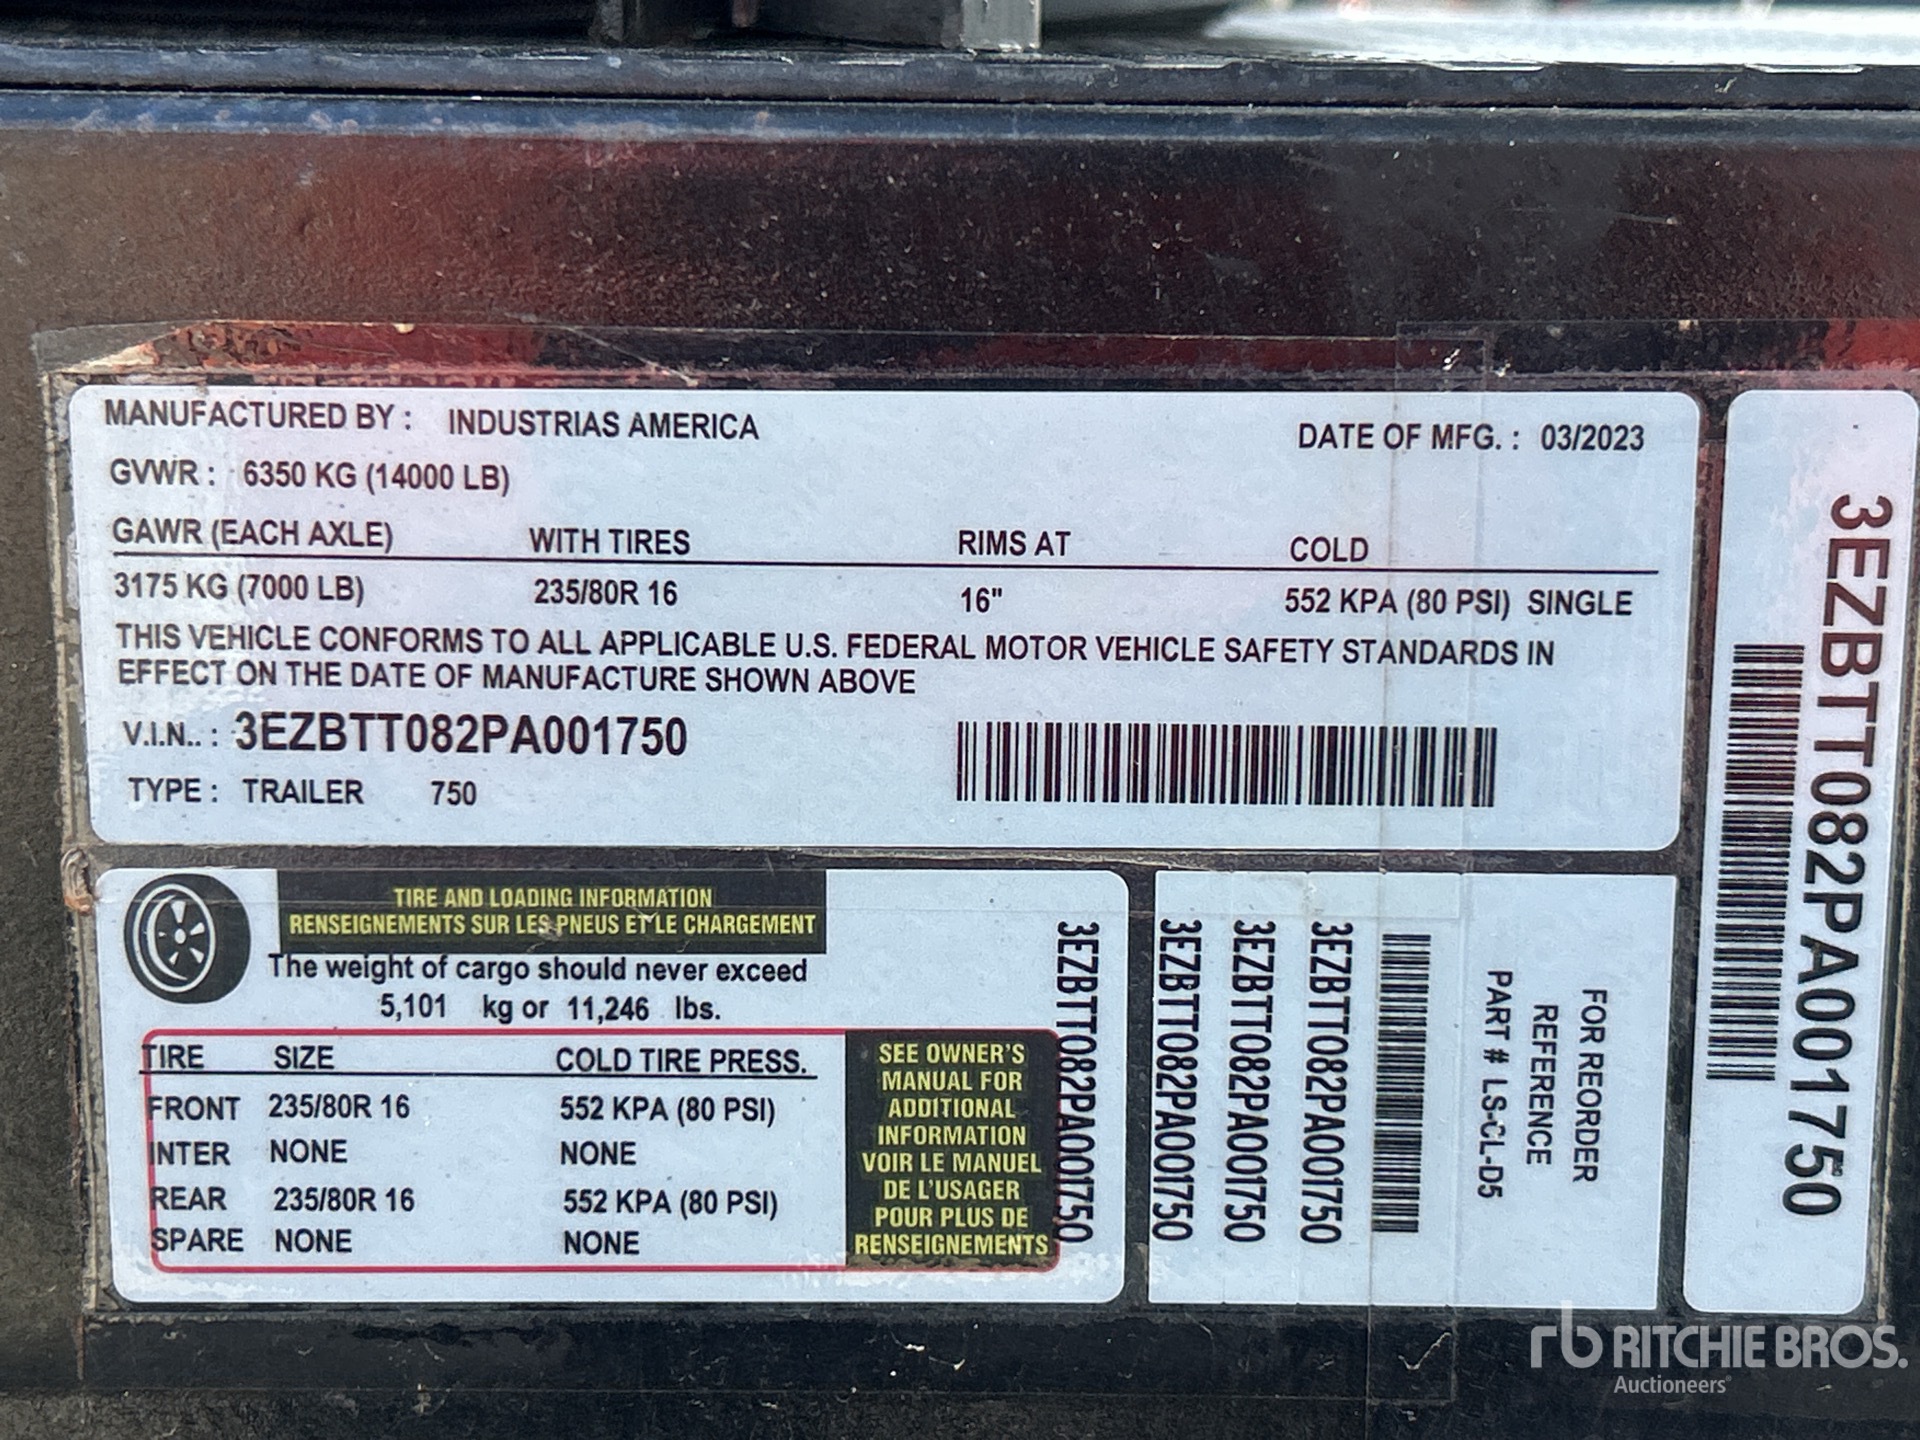 MANUFACTURED BY : INDUSTRIAS AMERICA DATE OF MFG. : 03/2023
GVWR : 6350 KG (14000 LB)
GAWR (EACH AXLE) WITH TIRES RIMS AT COLD
3175 KG (7000 LB) 235/80R 16 16" 552 KPA (80 PSI) SINGLE
THIS VEHICLE CONFORMS TO ALL APPLICABLE U.S. FEDERAL MOTOR VEHICLE SAFETY STANDARDS IN
EFFECT ON THE DATE OF MANUFACTURE SHOWN ABOVE
V.I.N.. : 3EZBTT082PA001750
TYPE : TRAILER 750
TIRE AND LOADING INFORMATION
RENSEIGNEMENTS SUR LES PNEUS ET LE CHARGEMENT
The weight of cargo should never exceed
5,101 kg or 11,246 lbs.
TIRE SIZE COLD TIRE PRESS.
FRONT 235/80R 16 552 KPA (80 PSI)
INTER NONE NONE
REAR 235/80R 16 552 KPA (80 PSI)
SPARE NONE NONE
SEE OWNER'S
MANUAL FOR
ADDITIONAL
INFORMATION
VOIR LE MANUEL
DE L'USAGER
POUR PLUS DE
RENSEIGNEMENTS
3EZBTT082PA001750
3EZBTT082PA001750
3EZBTT082PA001750
3EZBTT082PA001750
FOR REORDER
REFERENCE
PART # LS-CL-D5
3EZBTT082PA001750
rb RITCHIE BROS.
Auctioneers